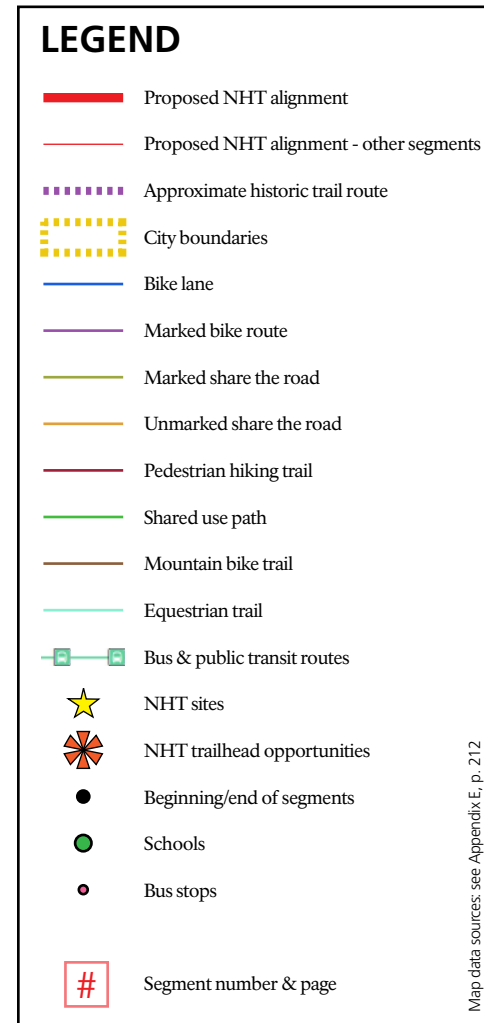 LEGEND
Proposed NHT alignment
Proposed NHT alignment - other segments
Approximate historic trail route
City boundaries
Bike lane
Marked bike route
Marked share the road
Unmarked share the road
Pedestrian hiking trail
Shared use path
Mountain bike trail
Equestrian trail
Bus & public transit routes
NHT sites
NHT trailhead opportunities
Beginning/end of segments
Schools
Bus stops
# Segment number & page
Map data sources: see Appendix E, p. 212